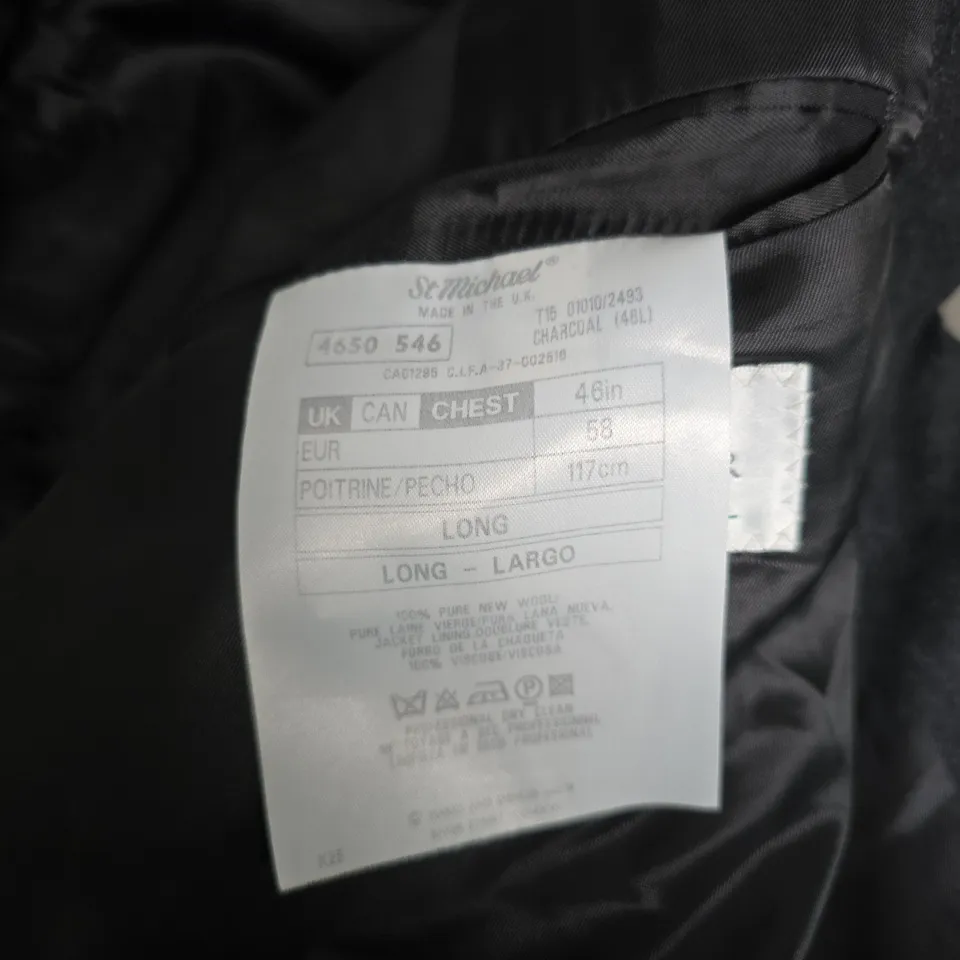 St Michael®
MADE IN THE U.K.
T15 01010/2493
CHARCOAL (46L)
4650 546
UK CAN CHEST 46in
EUR 58
POITRINE/PECHO 117cm
LONG
LONG - LARGO
100% PURE NEW WOOL
PURE LAINE VIERGE/PURA LANA NUEVA
JACKET LINING DOUBLURE VESTE
FORRO DE LA CHAQUETA
100% VISCOSE/VISCOSA
P
PROFESSIONAL DRY CLEAN